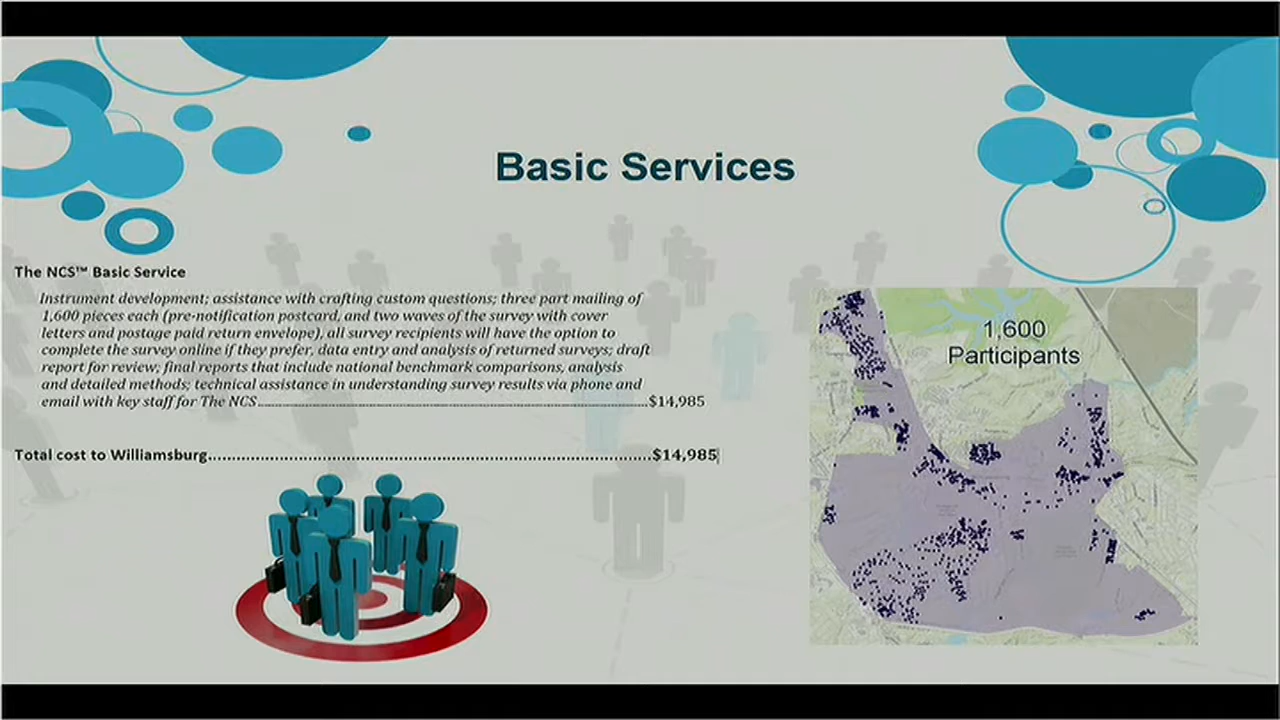 Basic Services
The NCS™ Basic Service
Instrument development; assistance with crafting custom questions; three part mailing of
1,600 pieces each (pre-notification postcard, and two waves of the survey with cover
letters and postage paid return envelope), all survey recipients will have the option to
complete the survey online if they prefer, data entry and analysis of returned surveys; draft
report for review; final reports that include national benchmark comparisons, analysis
and detailed methods; technical assistance in understanding survey results via phone and
email with key staff for The NCS....................................................................................................$14,985
Total cost to Williamsburg....................................................................................................$14,985
1,600
Participants